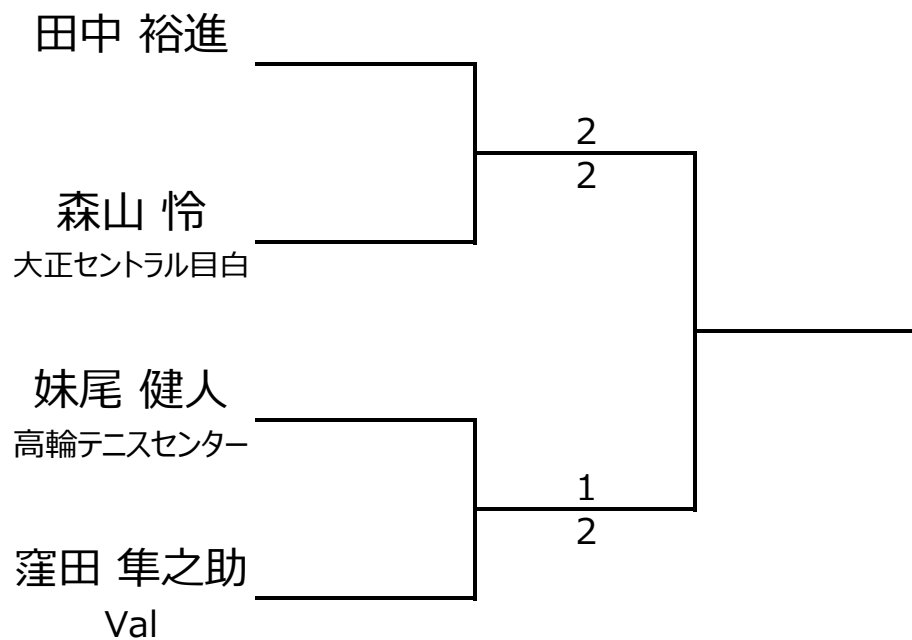 田中 裕進
2
2
森山 怜
大正セントラル目白
妹尾 健人
高輪テニスセンター
1
2
窪田 隼之助
Val